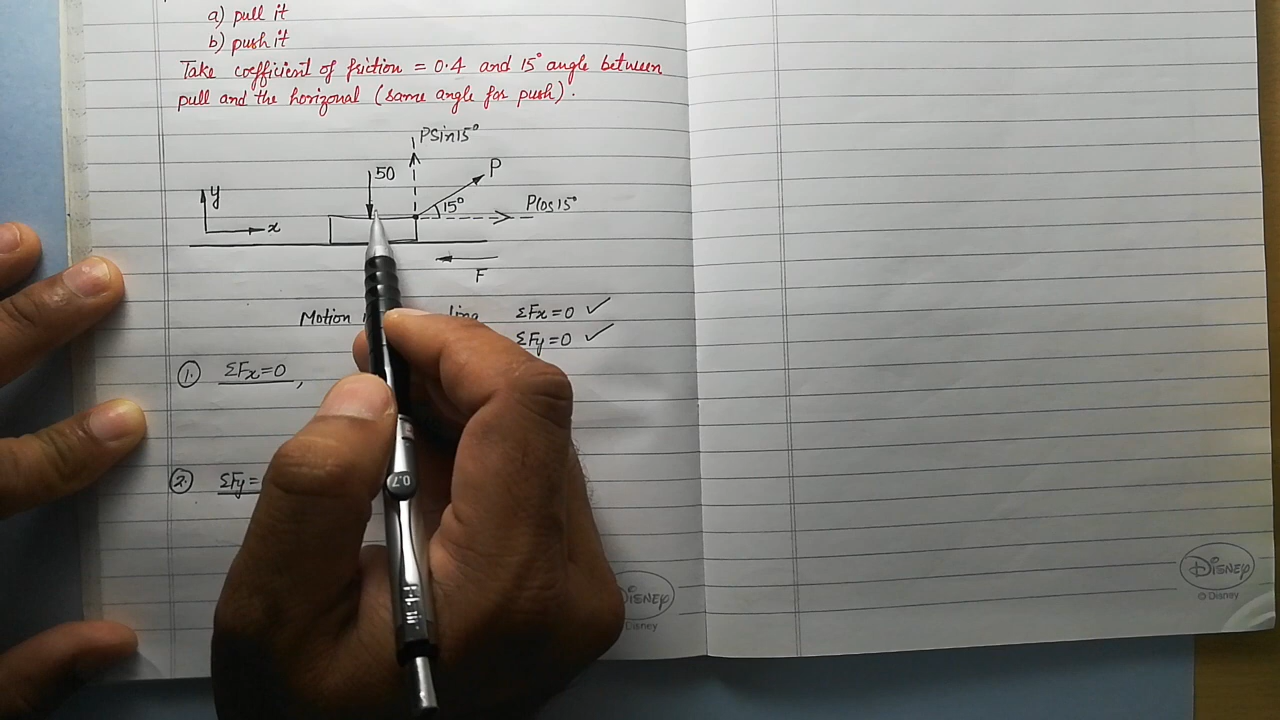 a) pull it
b) push it
Take coefficient of friction = 0.4 and 15° angle between
pull and the horizonal (same angle for push).
PSin15°
50
P
y
15°
PCos15°
x
F
Motion ΣFx=0 ✓
ΣFy=0 ✓
1. ΣFx=0,
2. ΣFy=
0.7
DISNEY
© Disney
DISNEY
Disney